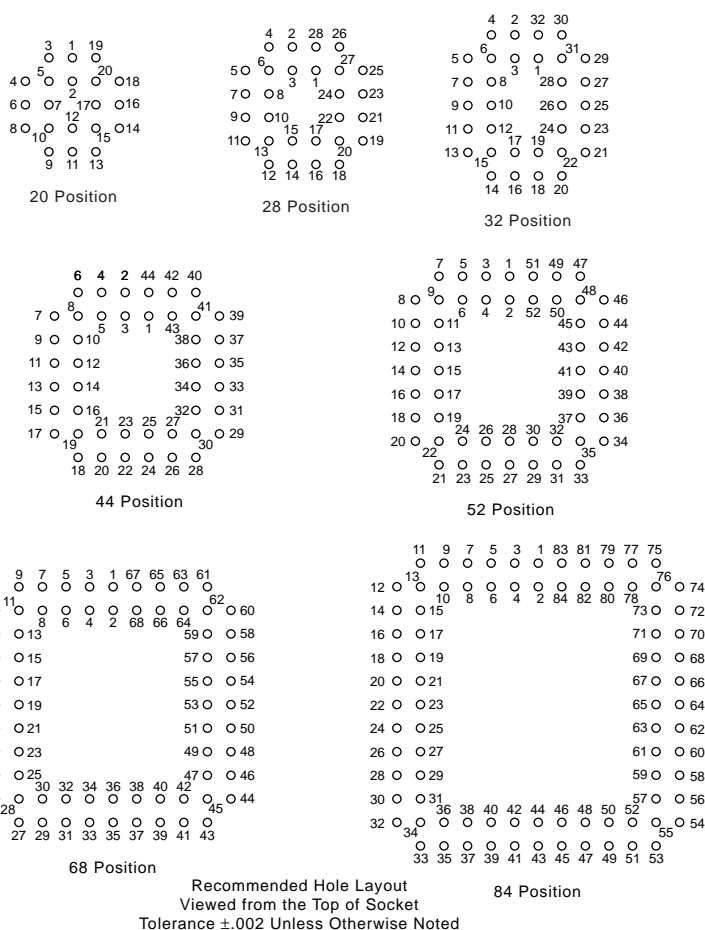 3 1 19
5 20
4 18
2
6 7 17 16
12
8 14
10 15
9 11 13
20 Position
4 2 28 26
6 27
5 25
3 1
7 8 24 23
9 10 22 21
15 17
11 19
13 20
12 14 16 18
28 Position
4 2 32 30
6 31
5 29
3 1
7 8 28 27
9 10 26 25
11 12 24 23
17 19
13 21
15 22
14 16 18 20
32 Position
6 4 2 44 42 40
8 41
7 39
5 3 1 43
9 10 38 37
11 12 36 35
13 14 34 33
15 16 32 31
21 23 25 27
17 29
19 30
18 20 22 24 26 28
44 Position
7 5 3 1 51 49 47
9 48
8 46
6 4 2 52 50
10 11 45 44
12 13 43 42
14 15 41 40
16 17 39 38
18 19 37 36
24 26 28 30 32
20 34
22 35
21 23 25 27 29 31 33
52 Position
9 7 5 3 1 67 65 63 61
11 62
60
8 6 4 2 68 66 64
13 59 58
15 57 56
17 55 54
19 53 52
21 51 50
23 49 48
25 47 46
30 32 34 36 38 40 42
44
28 45
27 29 31 33 35 37 39 41 43
68 Position
11 9 7 5 3 1 83 81 79 77 75
13 76
12 74
10 8 6 4 2 84 82 80 78
14 15 73 72
16 17 71 70
18 19 69 68
20 21 67 66
22 23 65 64
24 25 63 62
26 27 61 60
28 29 59 58
30 31 57 56
36 38 40 42 44 46 48 50 52
32 54
34 55
33 35 37 39 41 43 45 47 49 51 53
84 Position
Recommended Hole Layout
Viewed from the Top of Socket
Tolerance ±.002 Unless Otherwise Noted